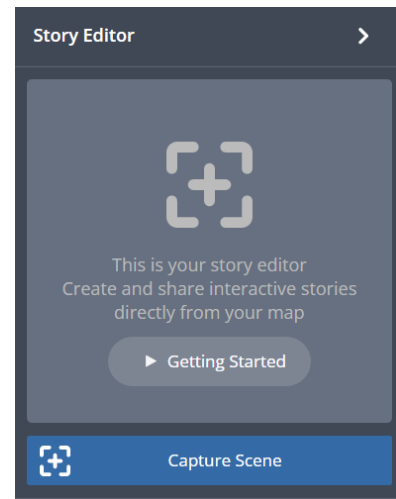 Story Editor
This is your story editor
Create and share interactive stories
directly from your map
Getting Started
Capture Scene